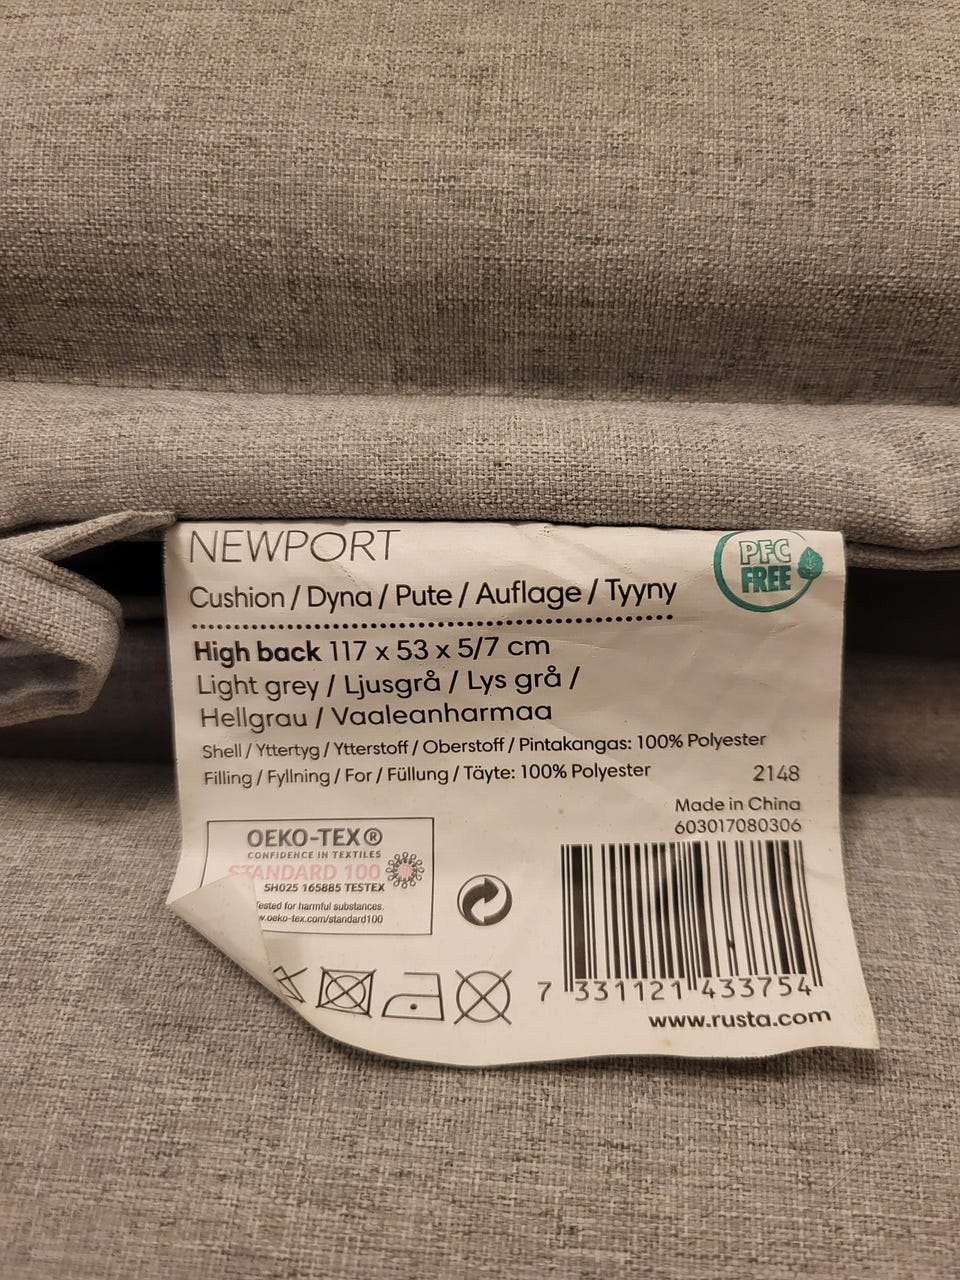 NEWPORT
PFC
FREE
Cushion / Dyna / Pute / Auflage / Tyyny
High back 117 x 53 x 5/7 cm
Light grey / Ljusgrå / Lys grå /
Hellgrau / Vaaleanharmaa
Shell / Yttertyg / Ytterstoff / Oberstoff / Pintakangas: 100% Polyester
Filling / Fyllning / For / Füllung / Täyte: 100% Polyester
2148
Made in China
603017080306
OEKO-TEX®
CONFIDENCE IN TEXTILES
STANDARD 100
SH025 165885 TESTEX
Tested for harmful substances.
w.oeko-tex.com/standard100
7 331121 433754
www.rusta.com